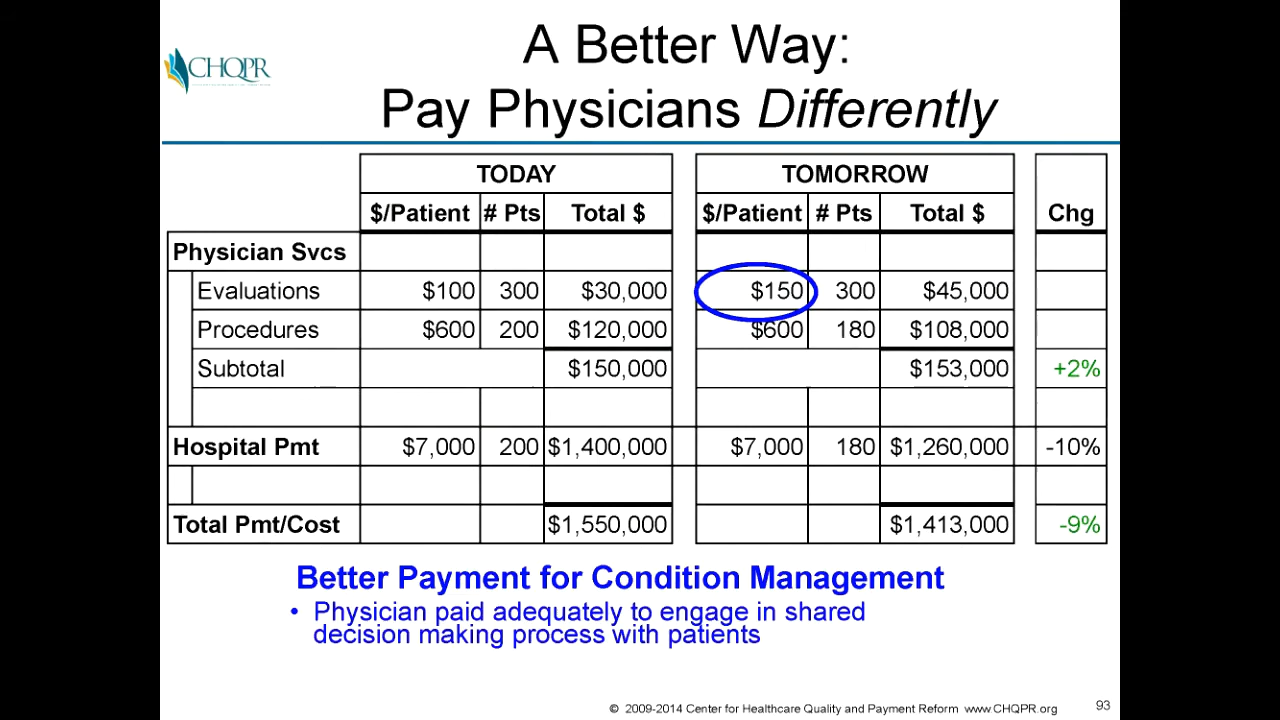 A Better Way:
Pay Physicians Differently
CHQPR
TODAY TOMORROW
$/Patient # Pts Total $ $/Patient # Pts Total $ Chg
Physician Svcs
Evaluations $100 300 $30,000 $150 300 $45,000
Procedures $600 200 $120,000 $600 180 $108,000
Subtotal $150,000 $153,000 +2%
Hospital Pmt $7,000 200 $1,400,000 $7,000 180 $1,260,000 -10%
Total Pmt/Cost $1,550,000 $1,413,000 -9%
Better Payment for Condition Management
• Physician paid adequately to engage in shared
decision making process with patients
© 2009-2014 Center for Healthcare Quality and Payment Reform www.CHQPR.org 93